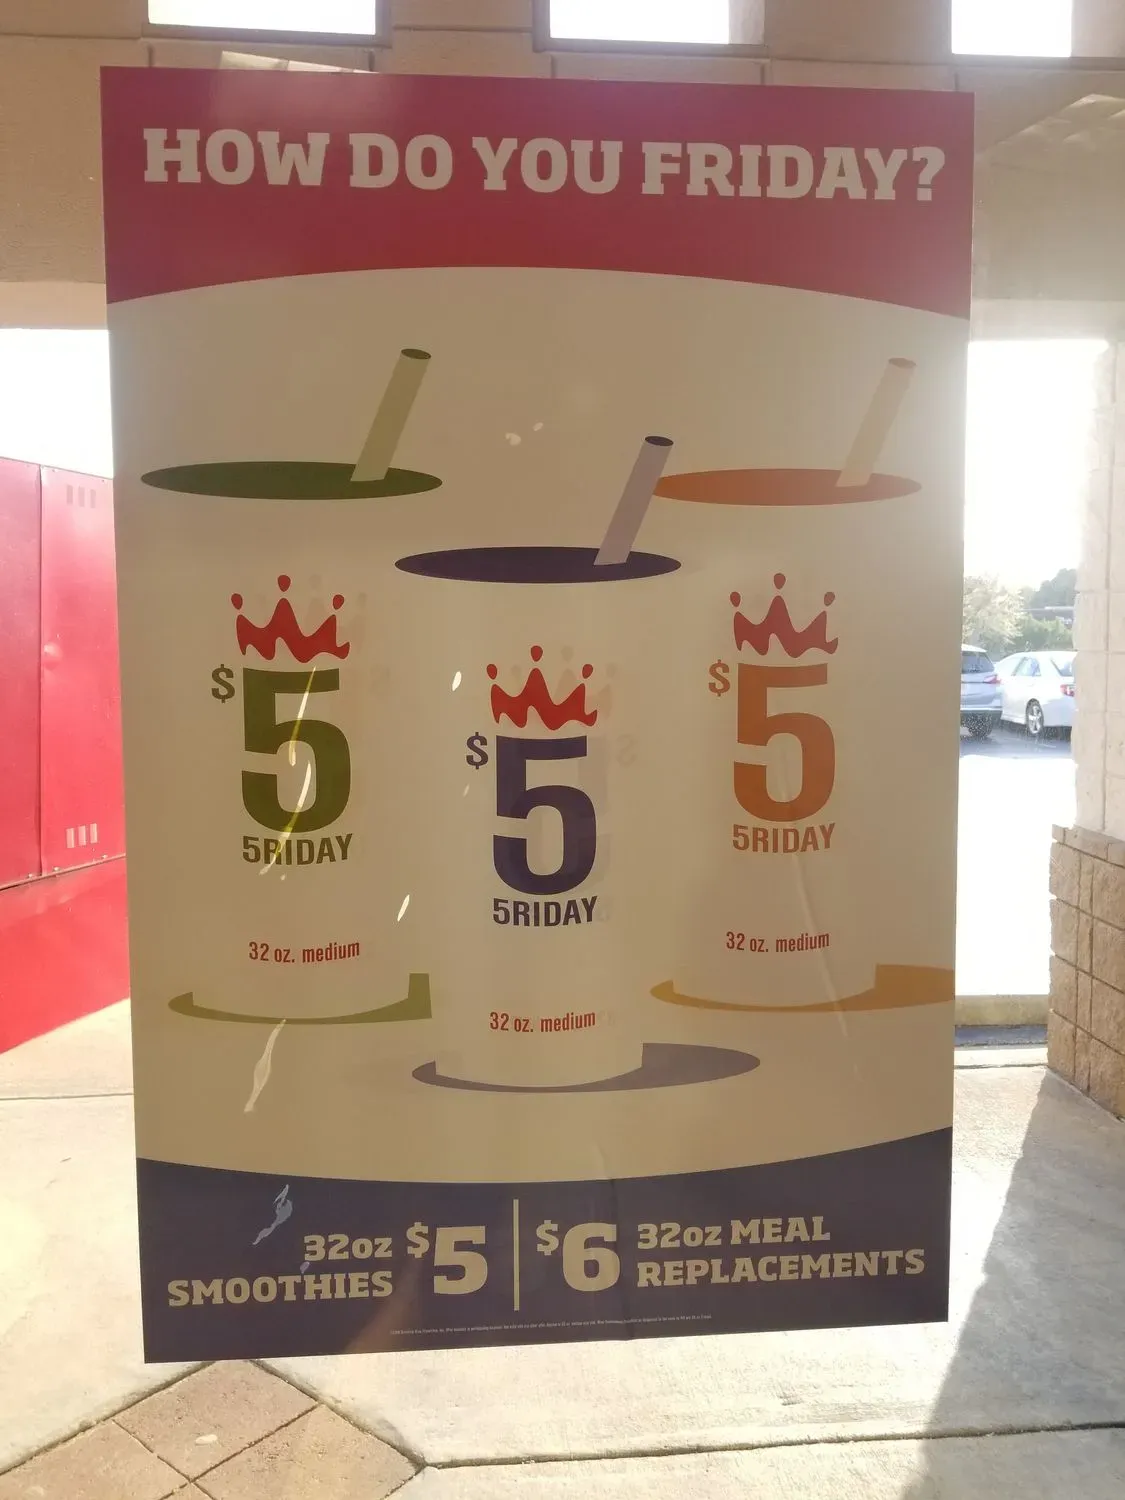 HOW DO YOU FRIDAY?
$5
5RIDAY
32 oz. medium
$5
5RIDAY
32 oz. medium
$5
5RIDAY
32 oz. medium
32oz
SMOOTHIES
$5
$6
32oz MEAL
REPLACEMENTS